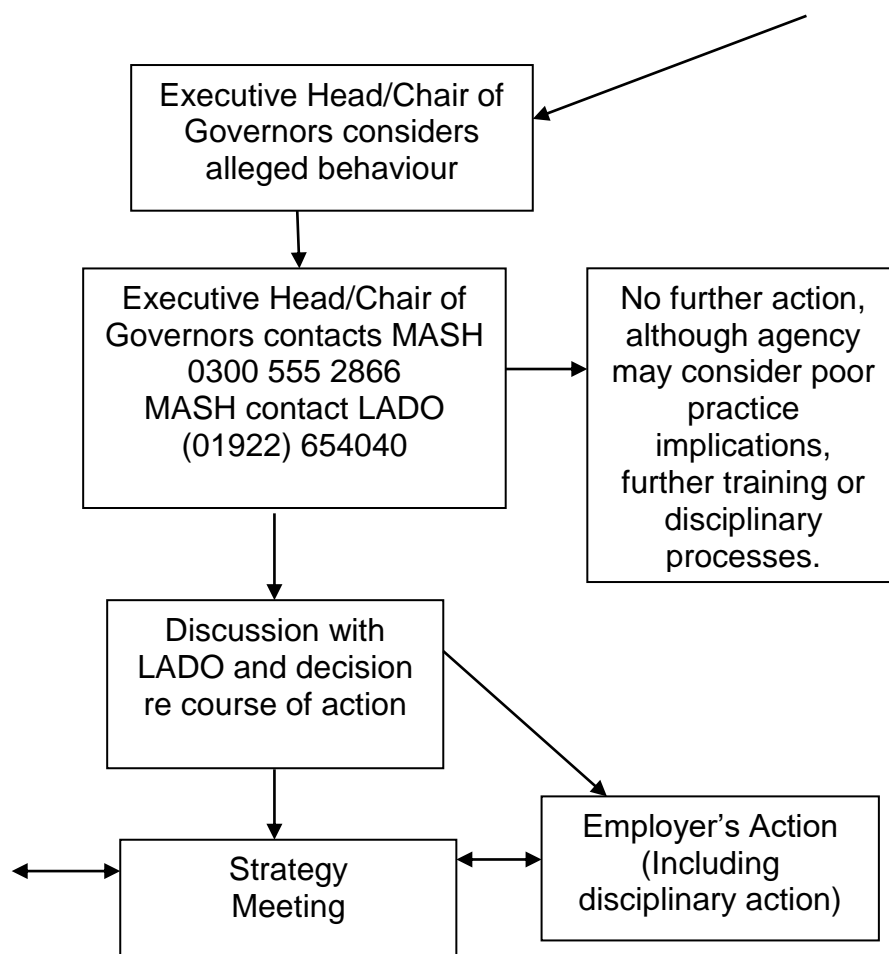 Executive Head/Chair of
Governors considers
alleged behaviour
Executive Head/Chair of
Governors contacts MASH
0300 555 2866
MASH contact LADO
(01922) 654040
No further action,
although agency
may consider poor
practice
implications,
further training or
disciplinary
processes.
Discussion with
LADO and decision
re course of action
Strategy
Meeting
Employer’s Action
(Including
disciplinary action)